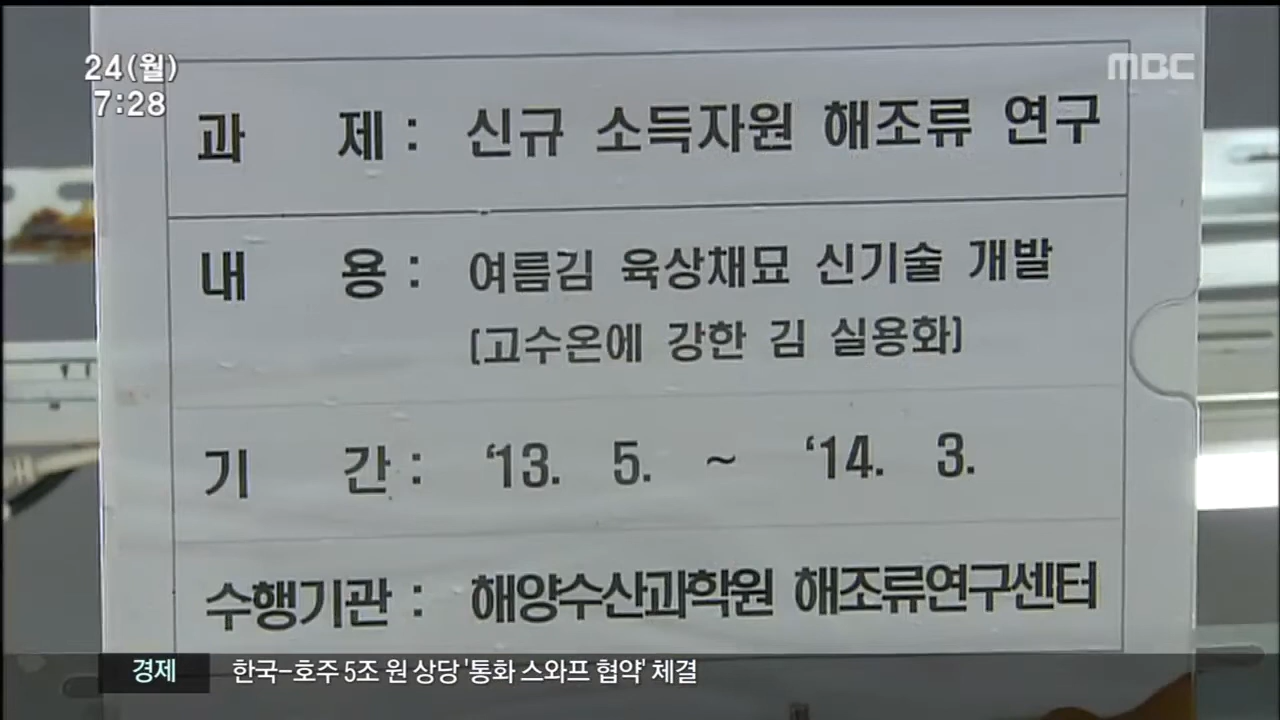 24(월)
7:28
MBC
과 제 : 신규 소득자원 해조류 연구
내 용 : 여름김 육상채묘 신기술 개발
[고수온에 강한 김 실용화]
기 간 : '13. 5. ~ '14. 3.
수행기관 : 해양수산과학원 해조류연구센터
경제 한국-호주 5조 원 상당 '통화 스와프 협약' 체결